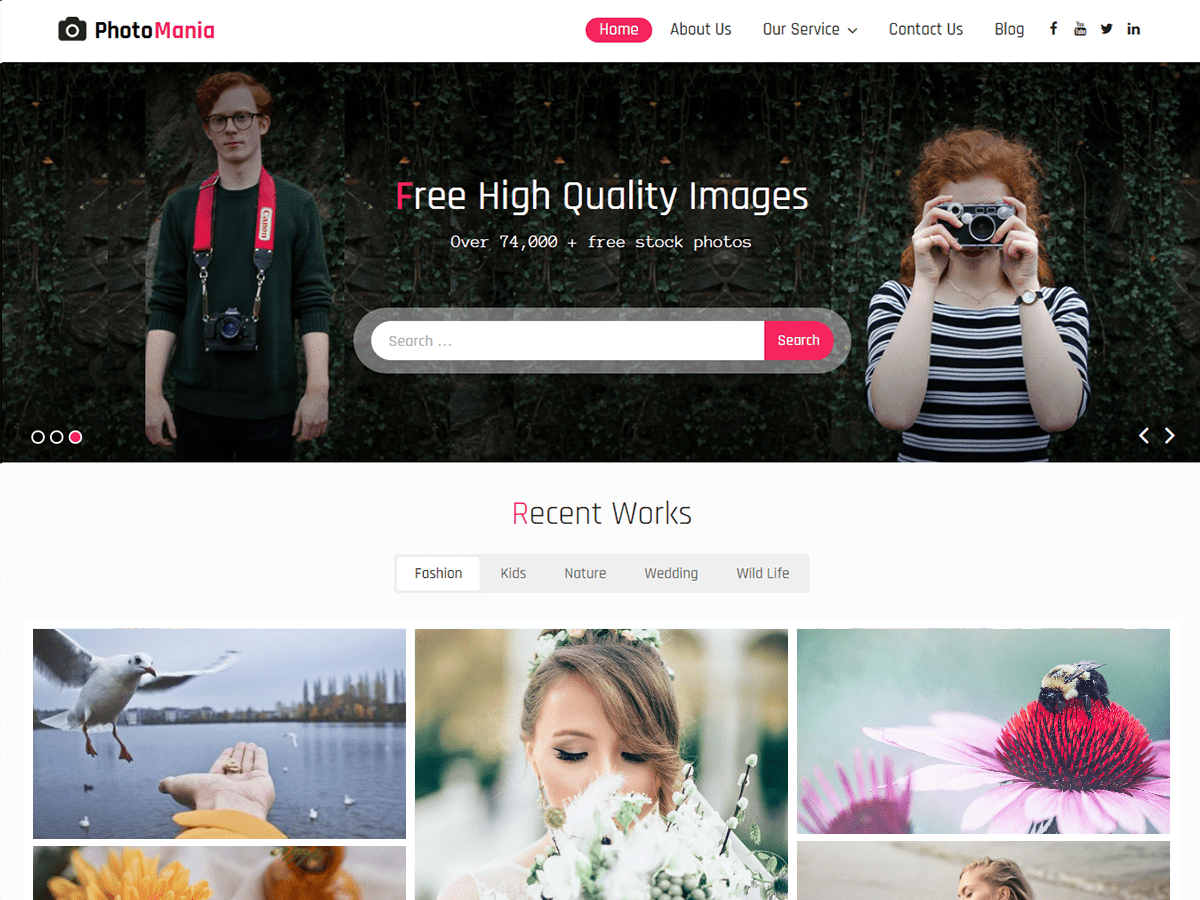 PhotoMania
Home About Us Our Service Contact Us Blog
Free High Quality Images
Over 74,000 + free stock photos
Canon
Search ...
Search
Recent Works
Fashion Kids Nature Wedding Wild Life